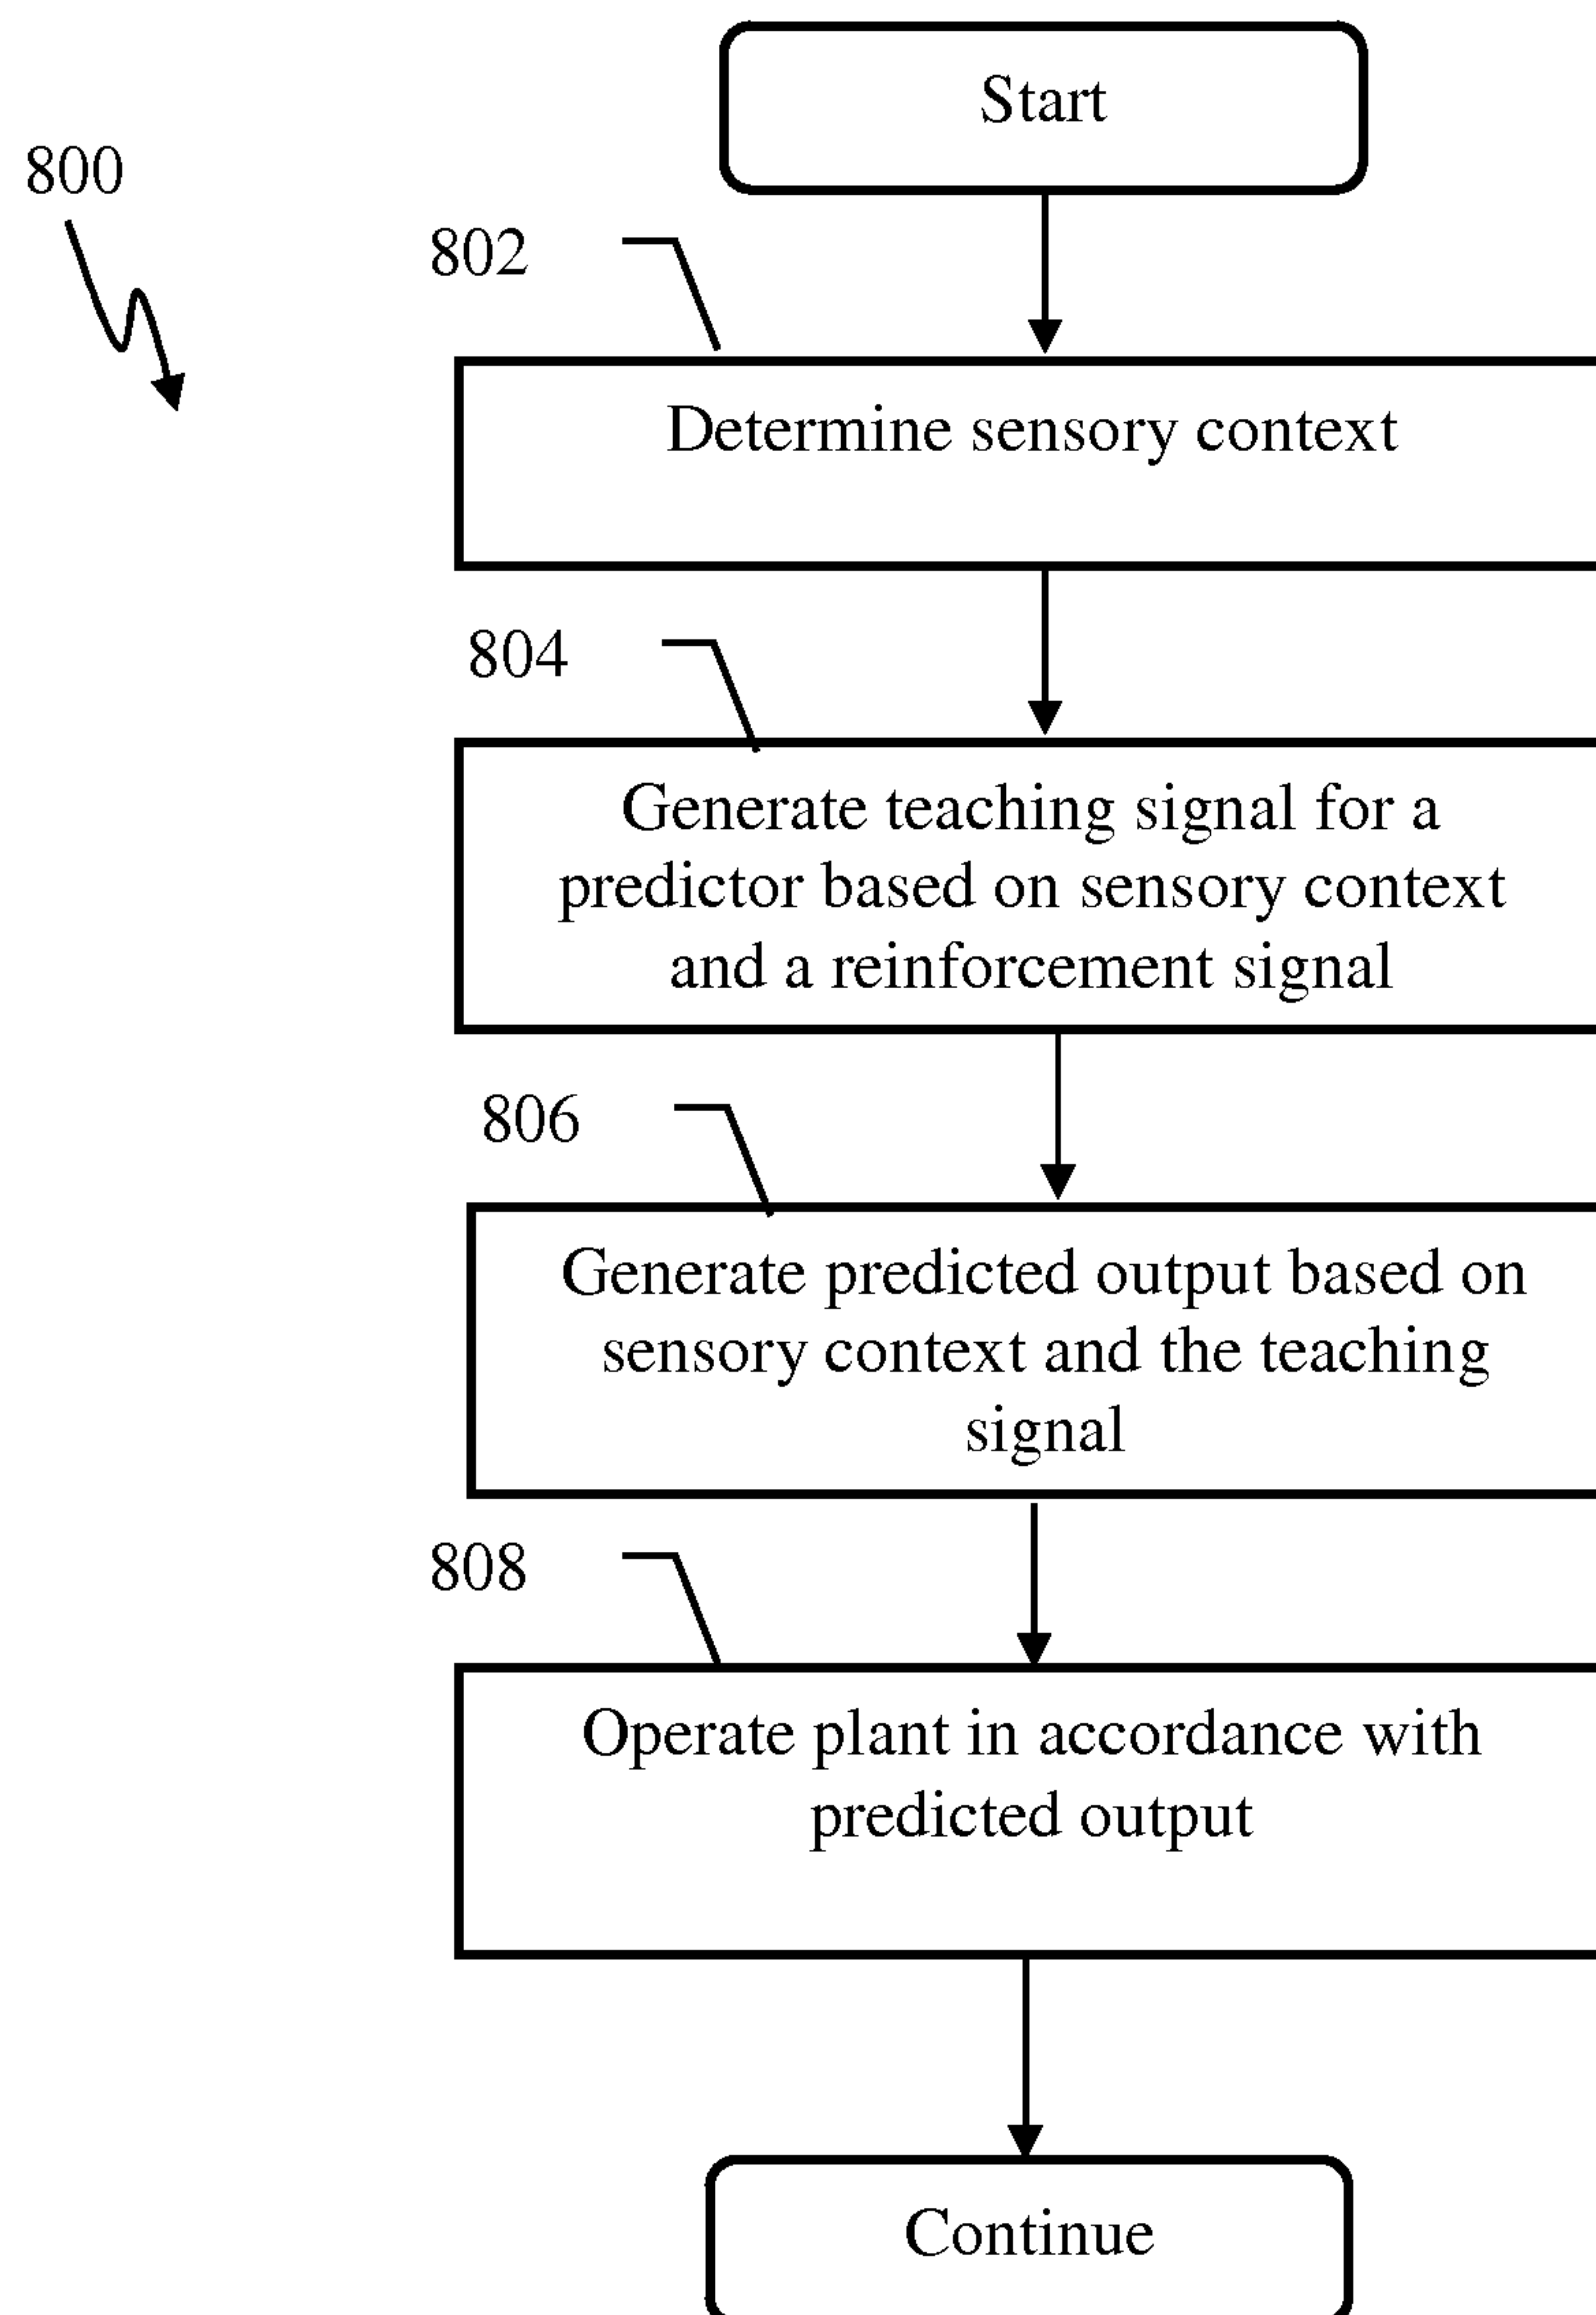 Start
800
802
Determine sensory context
804
Generate teaching signal for a
predictor based on sensory context
and a reinforcement signal
806
Generate predicted output based on
sensory context and the teaching
signal
808
Operate plant in accordance with
predicted output
Continue